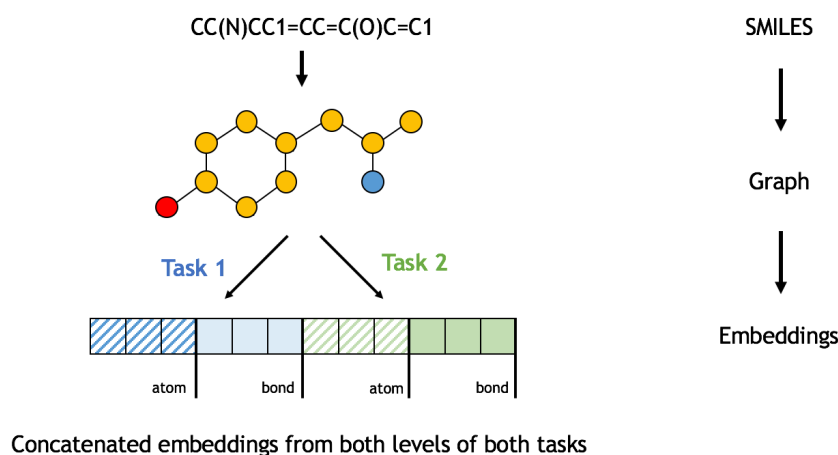 CC(N)CC1=CC=C(O)C=C1
SMILES
Graph
Task 1
Task 2
Embeddings
atom
bond
atom
bond
Concatenated embeddings from both levels of both tasks